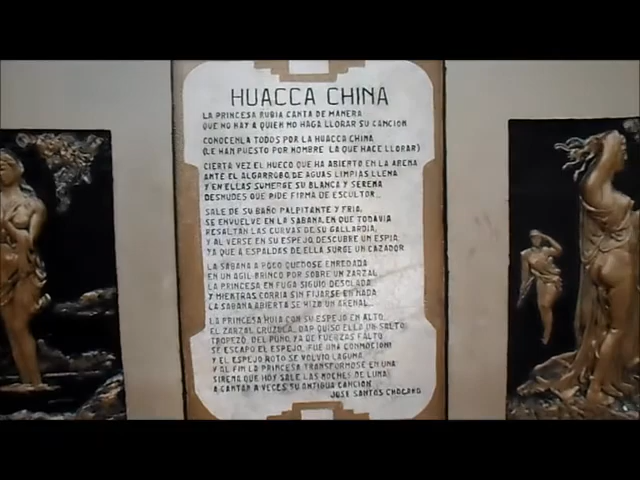 HUACCA CHINA
LA PRINCESA RUBIA CANTA DE MANERA
QUE NO HAY A QUIEN NO HAGA LLORAR SU CANCION
CONOCENLA TODOS POR LA HUACCA CHINA
(LE HAN PUESTO POR NOMBRE LA QUE HACE LLORAR)
CIERTA VEZ EL HUECO QUE HA ABIERTO EN LA ARENA
ANTE EL ALGARROBO, DE AGUAS LIMPIAS LLENA
Y EN ELLAS SUMERGE SU BLANCA Y SERENA
DESNUDES QUE PIDE FIRMA DE ESCULTOR...
SALE DE SU BAÑO PALPITANTE Y FRIA,
SE ENVUELVE EN LA SABANA, EN QUE TODAVIA
RESALTAN LAS CURVAS DE SU GALLARDIA.
Y AL VERSE EN SU ESPEJO, DESCUBRE UN ESPIA
YA QUE A ESPALDAS DE ELLA SURGE UN CAZADOR
LA SABANA A POCO QUEDOSE ENREDADA
EN UN AGIL BRINCO POR SOBRE UN ZARZAL.
LA PRINCESA EN FUGA SIGUIO DESOLADA
Y MIENTRAS CORRIA SIN FIJARSE EN NADA
LA SABANA ABIERTA SE HIZO UN ARENAL..
LA PRINCESA HUIA CON SU ESPEJO EN ALTO.
EL ZARZAL CRUZOLA, DAR QUISO ELLA UN SALTO
TROPEZO, DEL PUÑO, YA DE FUERZAS FALTO
SE ESCAPO EL ESPEJO, FUE UNA CONMOCION!
Y EL ESPEJO ROTO SE VOLVIO LAGUNA
Y AL FIN LA PRINCESA TRANSFORMOSE EN UNA
SIRENA QUE HOY SALE LAS NOCHES DE LUNA
A CANTAR A VECES SU ANTIGUA CANCION
JOSE SANTOS CHOCANO